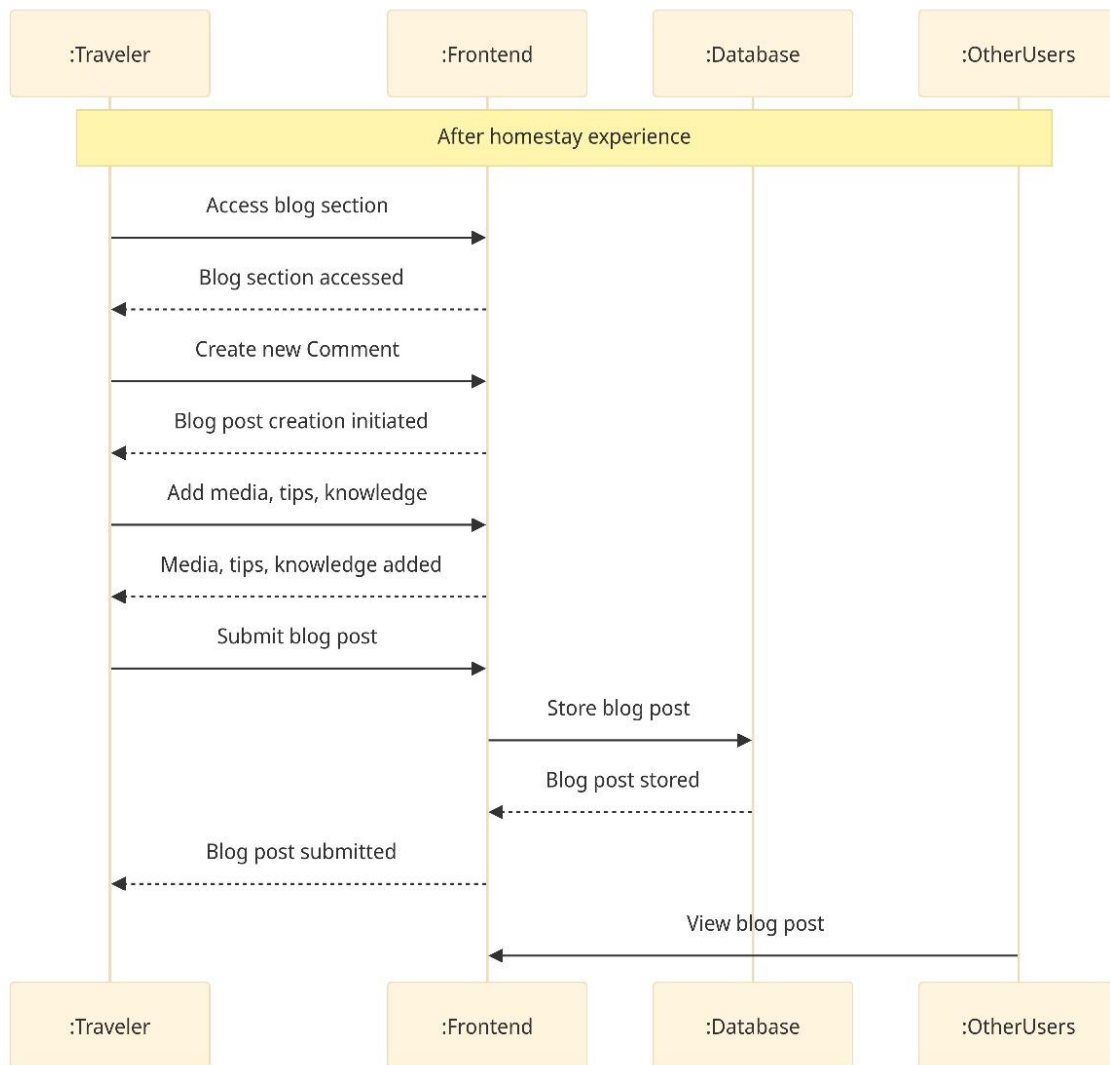 :Traveler
:Frontend
:Database
:OtherUsers
After homestay experience
Access blog section
Blog section accessed
Create new Comment
Blog post creation initiated
Add media, tips, knowledge
Media, tips, knowledge added
Submit blog post
Store blog post
Blog post stored
Blog post submitted
View blog post
:Traveler
:Frontend
:Database
:OtherUsers